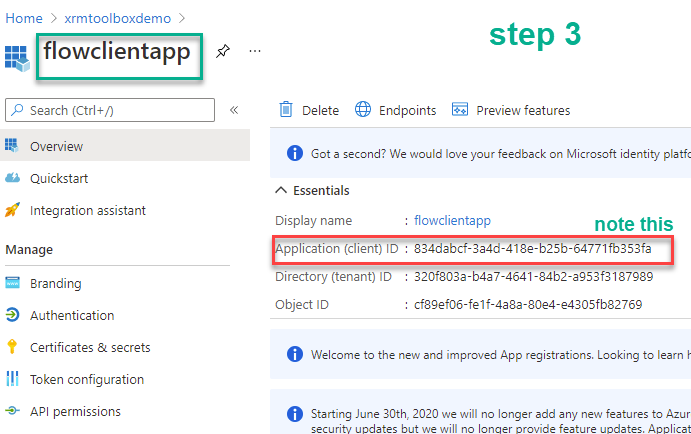 Home > xrmtoolboxdemo >
step 3
flowclientapp
...
Search (Ctrl+/)
«
Delete
Endpoints
Preview features
Overview
Got a second? We would love your feedback on Microsoft identity platfo
Quickstart
Essentials
Integration assistant
Display name : flowclientapp
note this
Manage
Application (client) ID : 834dabcf-3a4d-418e-b25b-64771fb353fa
Branding
Directory (tenant) ID : 320f803a-b4a7-4641-84b2-a953f3187989
Authentication
Object ID : cf89ef06-fe1f-4a8a-80e4-e4305fb82769
Certificates & secrets
Welcome to the new and improved App registrations. Looking to learn h
Token configuration
API permissions
Starting June 30th, 2020 we will no longer add any new features to Azur
security updates but we will no longer provide feature updates. Applicat